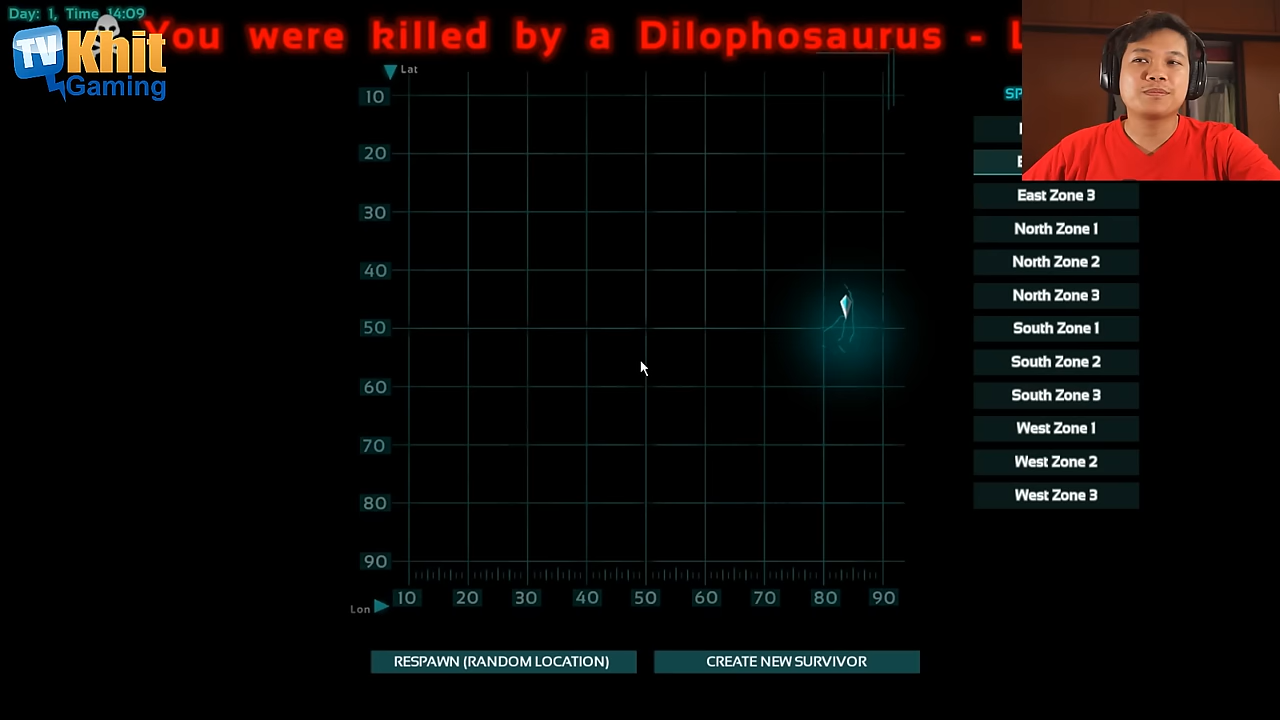 Day: 1, Time 14:09
You were killed by a Dilophosaurus -
TV Khit
Gaming
Lat
10
20
30
40
50
60
70
80
90
Lon
10 20 30 40 50 60 70 80 90
East Zone 3
North Zone 1
North Zone 2
North Zone 3
South Zone 1
South Zone 2
South Zone 3
West Zone 1
West Zone 2
West Zone 3
RESPAWN (RANDOM LOCATION)
CREATE NEW SURVIVOR